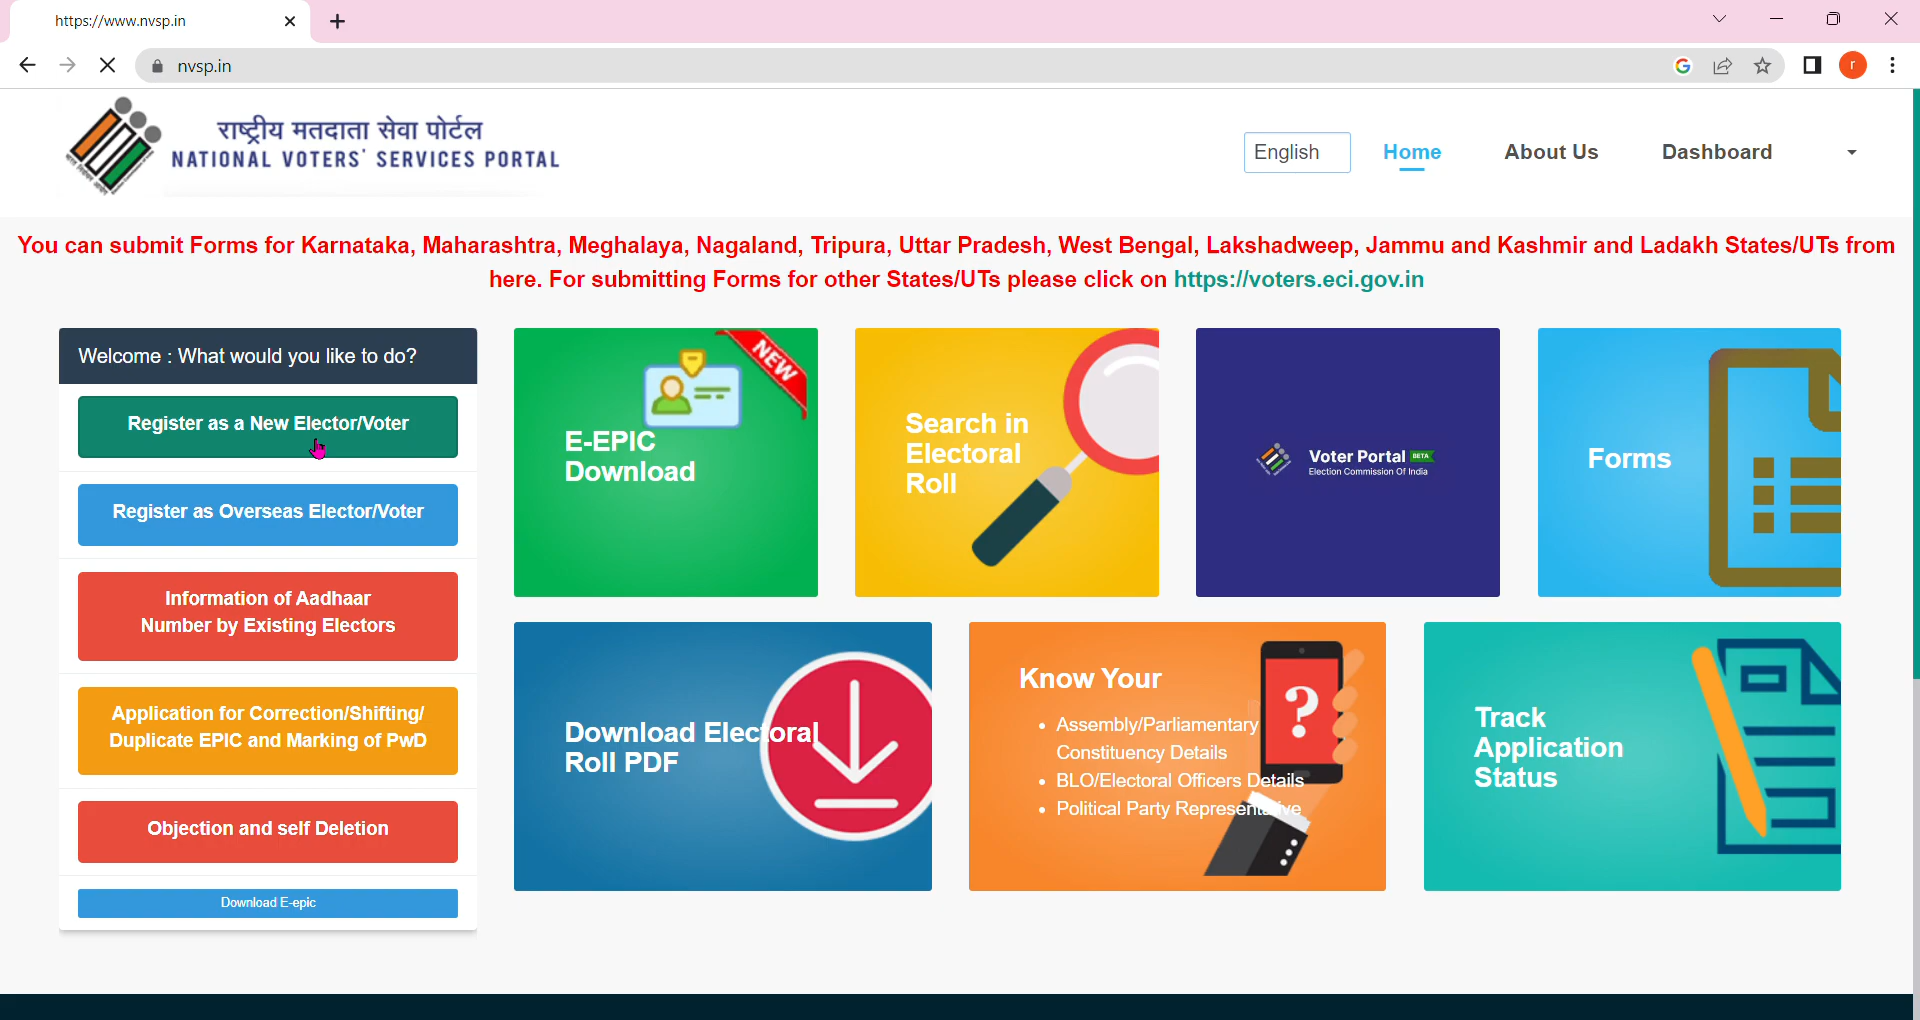 https://www.nvsp.in
nvsp.in
r
राष्ट्रीय मतदाता सेवा पोर्टल
NATIONAL VOTERS' SERVICES PORTAL
English
Home
About Us
Dashboard
You can submit Forms for Karnataka, Maharashtra, Meghalaya, Nagaland, Tripura, Uttar Pradesh, West Bengal, Lakshadweep, Jammu and Kashmir and Ladakh States/UTs from
here. For submitting Forms for other States/UTs please click on https://voters.eci.gov.in
Welcome : What would you like to do?
Register as a New Elector/Voter
Register as Overseas Elector/Voter
Information of Aadhaar
Number by Existing Electors
Application for Correction/Shifting/
Duplicate EPIC and Marking of PwD
Objection and self Deletion
Download E-epic
NEW
E-EPIC
Download
Search in
Electoral
Roll
Voter Portal BETA
Election Commission Of India
Forms
Download Electoral
Roll PDF
Know Your
• Assembly/Parliamentary
Constituency Details
• BLO/Electoral Officers Details
• Political Party Representative
?
Track
Application
Status